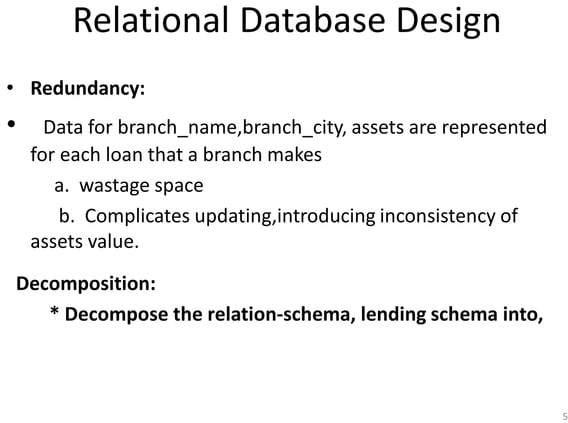 Relational Database Design
• Redundancy:
• Data for branch_name,branch_city, assets are represented
for each loan that a branch makes
a. wastage space
b. Complicates updating,introducing inconsistency of
assets value.
Decomposition:
* Decompose the relation-schema, lending schema into,
5